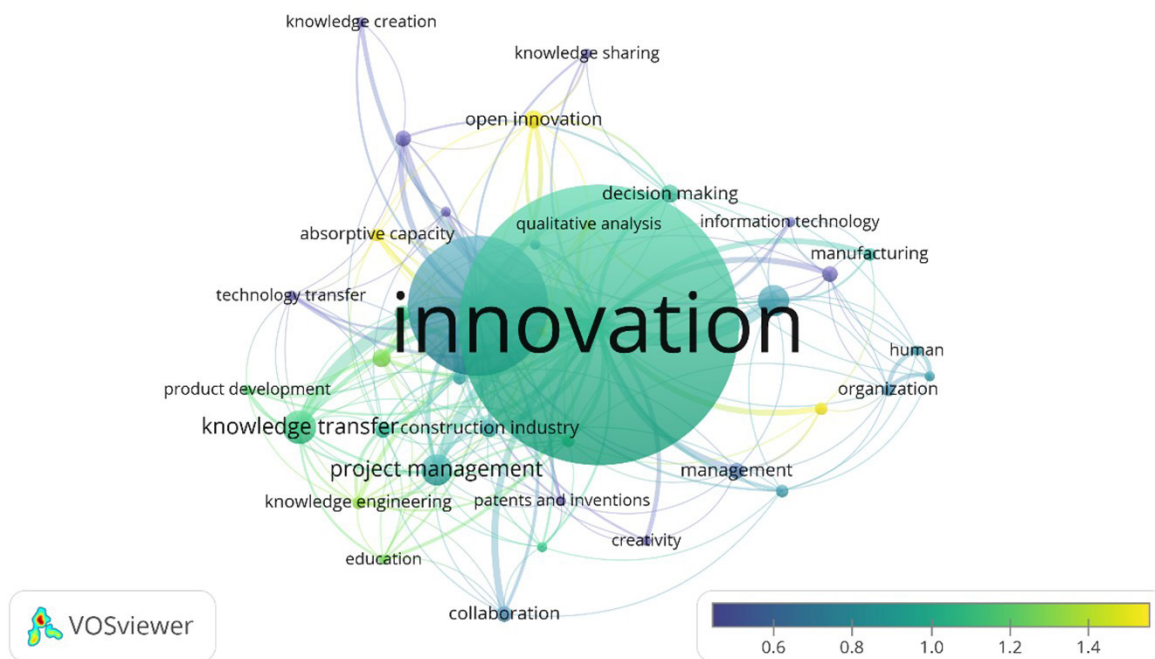 knowledge creation
knowledge sharing
open innovation
decision making
qualitative analysis
information technology
absorptive capacity
manufacturing
technology transfer
innovation
human
product development
organization
knowledge transfer
construction industry
project management
management
knowledge engineering
patents and inventions
creativity
education
collaboration
VOSviewer
0.6 0.8 1.0 1.2 1.4